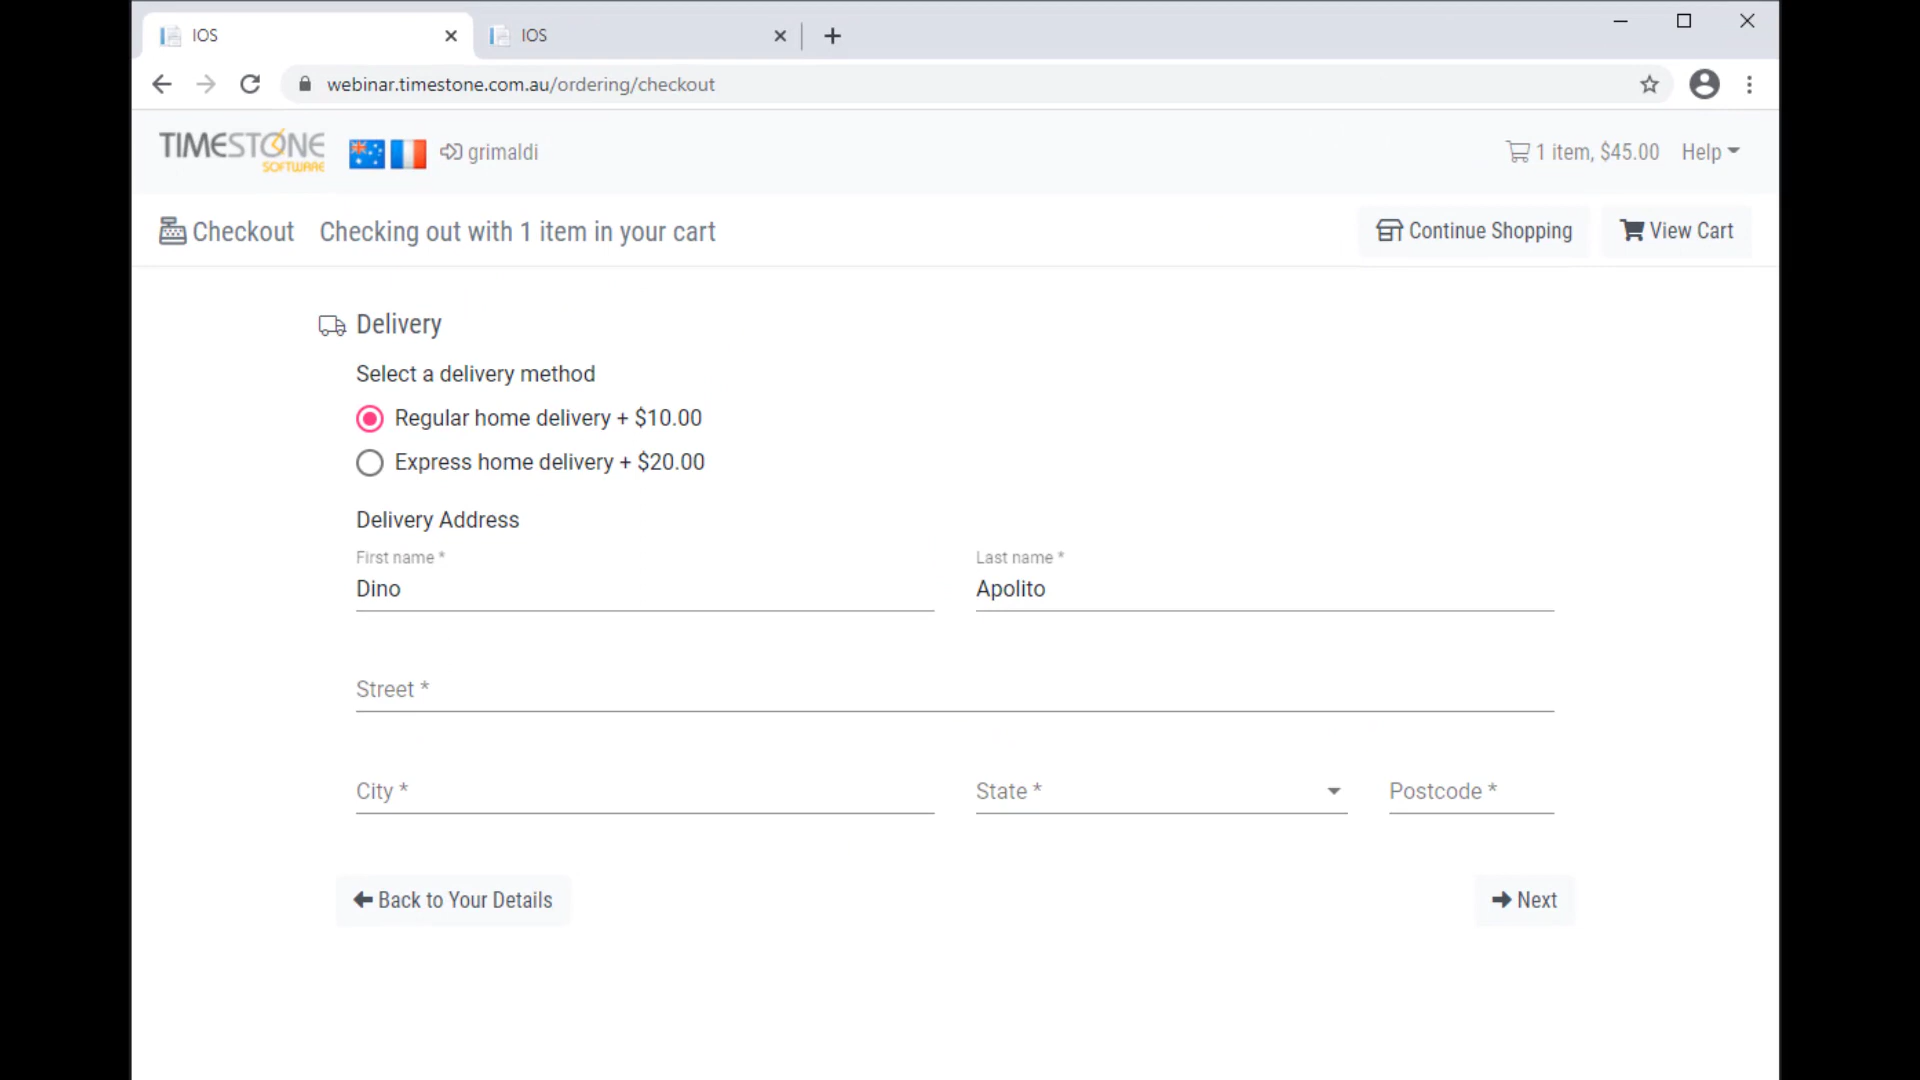 IOS
IOS
webinar.timestone.com.au/ordering/checkout
TIMESTONE
SOFTWARE
grimaldi
1 item, $45.00
Help
Checkout
Checking out with 1 item in your cart
Continue Shopping
View Cart
Delivery
Select a delivery method
Regular home delivery + $10.00
Express home delivery + $20.00
Delivery Address
First name *
Last name *
Dino
Apolito
Street *
City *
State *
Postcode *
Back to Your Details
Next